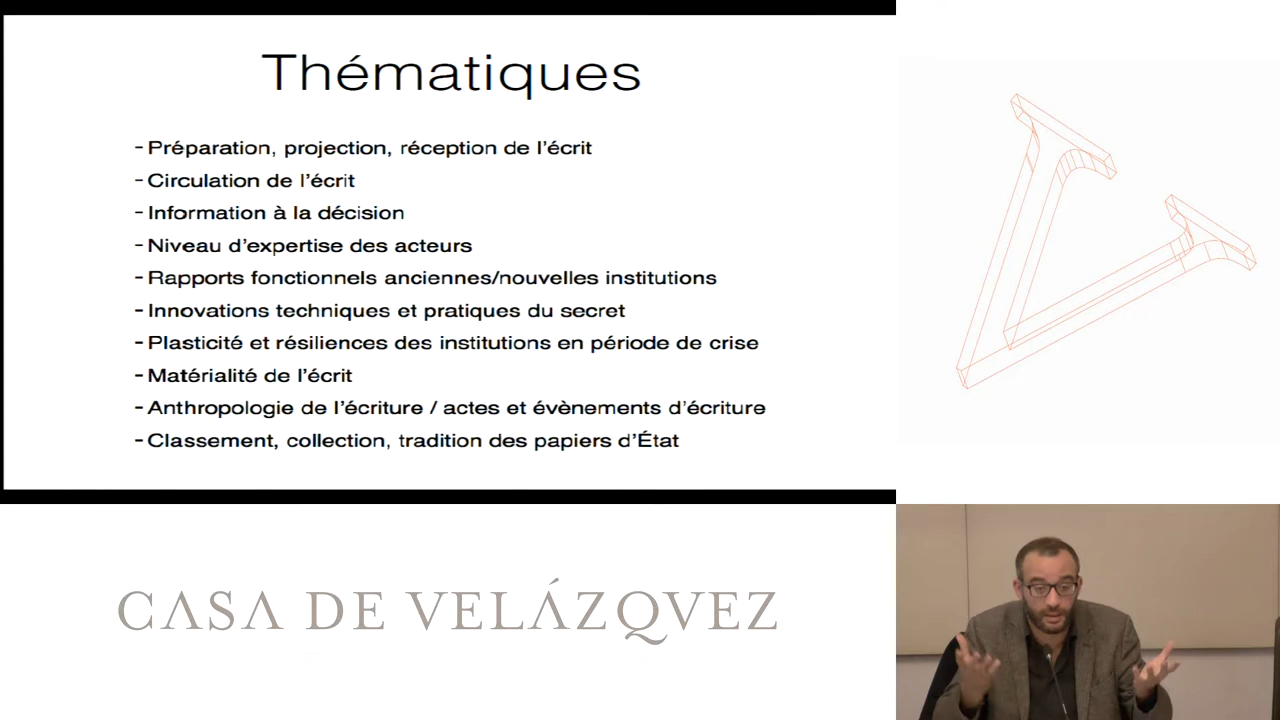 Thématiques
- Préparation, projection, réception de l'écrit
- Circulation de l'écrit
- Information à la décision
- Niveau d'expertise des acteurs
- Rapports fonctionnels anciennes/nouvelles institutions
- Innovations techniques et pratiques du secret
- Plasticité et résiliences des institutions en période de crise
- Matérialité de l'écrit
- Anthropologie de l'écriture / actes et évènements d'écriture
- Classement, collection, tradition des papiers d'État
CASA DE VELÁZQVEZ